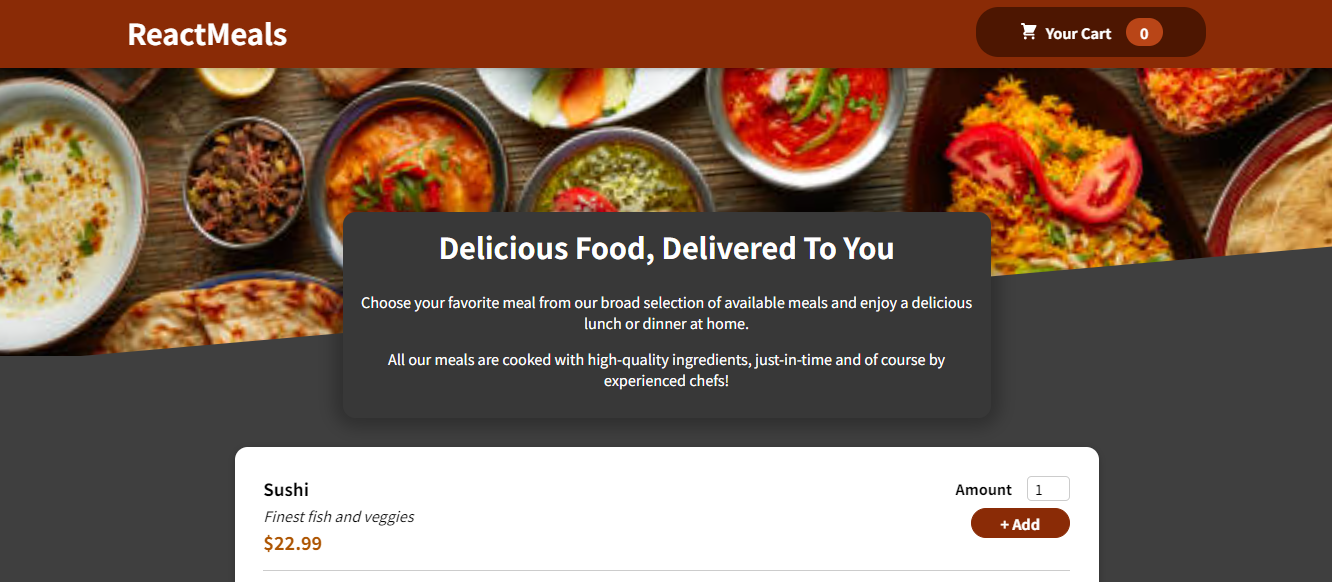 ReactMeals
Your Cart 0
Delicious Food, Delivered To You
Choose your favorite meal from our broad selection of available meals and enjoy a delicious
lunch or dinner at home.
All our meals are cooked with high-quality ingredients, just-in-time and of course by
experienced chefs!
Sushi
Finest fish and veggies
$22.99
Amount 1
+ Add